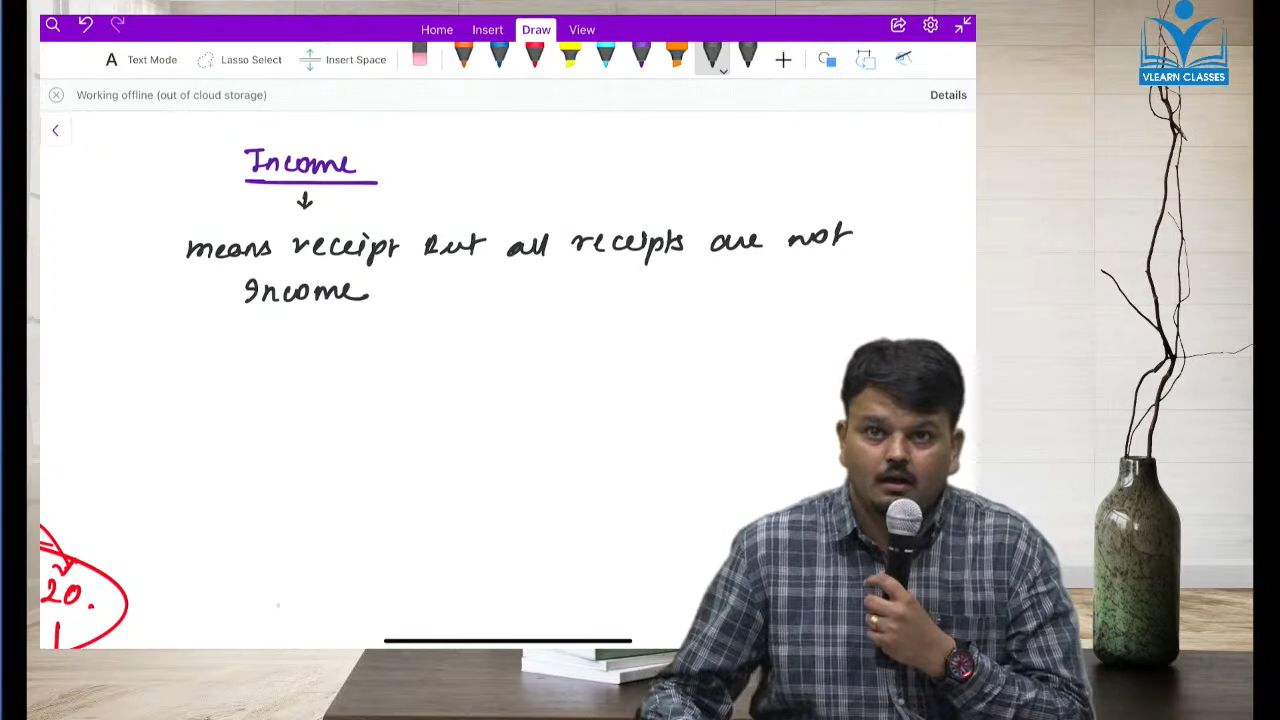 Home Insert Draw View
VLEARN CLASSES
A Text Mode Lasso Select Insert Space
Working offline (out of cloud storage) Details
Income
means receipt But all receipts are not
Income
20.